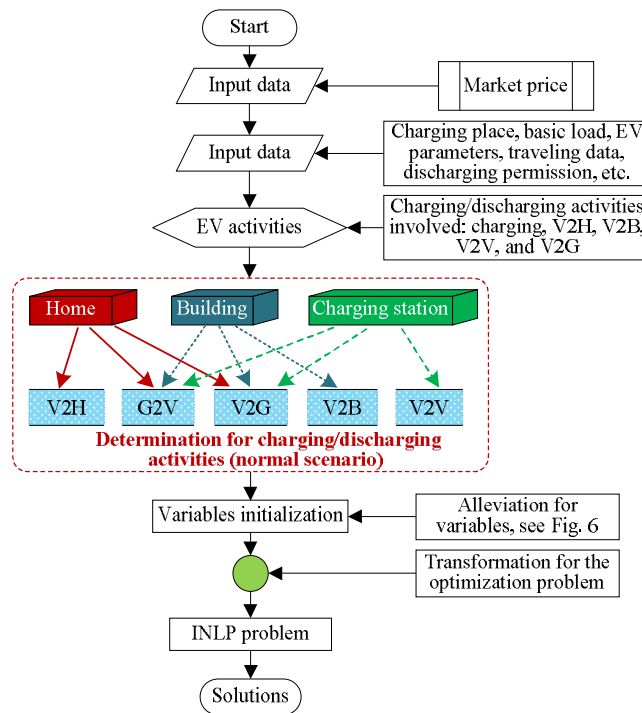 Start
Input data
Market price
Input data
Charging place, basic load, EV
parameters, traveling data,
discharging permission, etc.
EV activities
Charging/discharging activities
involved: charging, V2H, V2B,
V2V, and V2G
Home
Building
Charging station
V2H
G2V
V2G
V2B
V2V
Determination for charging/discharging
activities (normal scenario)
Variables initialization
Alleviation for
variables, see Fig. 6
Transformation for the
optimization problem
INLP problem
Solutions